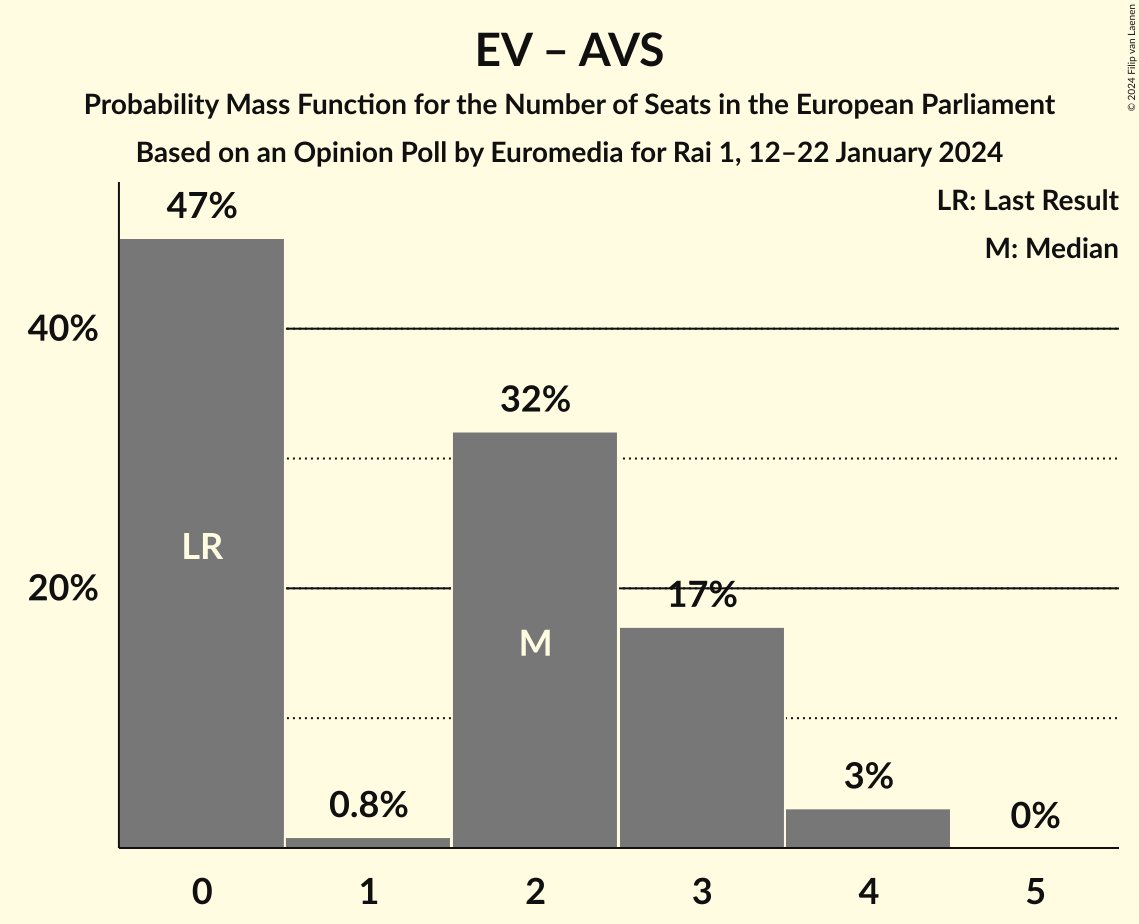 © 2024 Filip van Laenen
EV – AVS
Probability Mass Function for the Number of Seats in the European Parliament
Based on an Opinion Poll by Euromedia for Rai 1, 12–22 January 2024
LR: Last Result
M: Median
47%
40%
32%
LR
20%
17%
M
3%
0.8%
0%
0 1 2 3 4 5